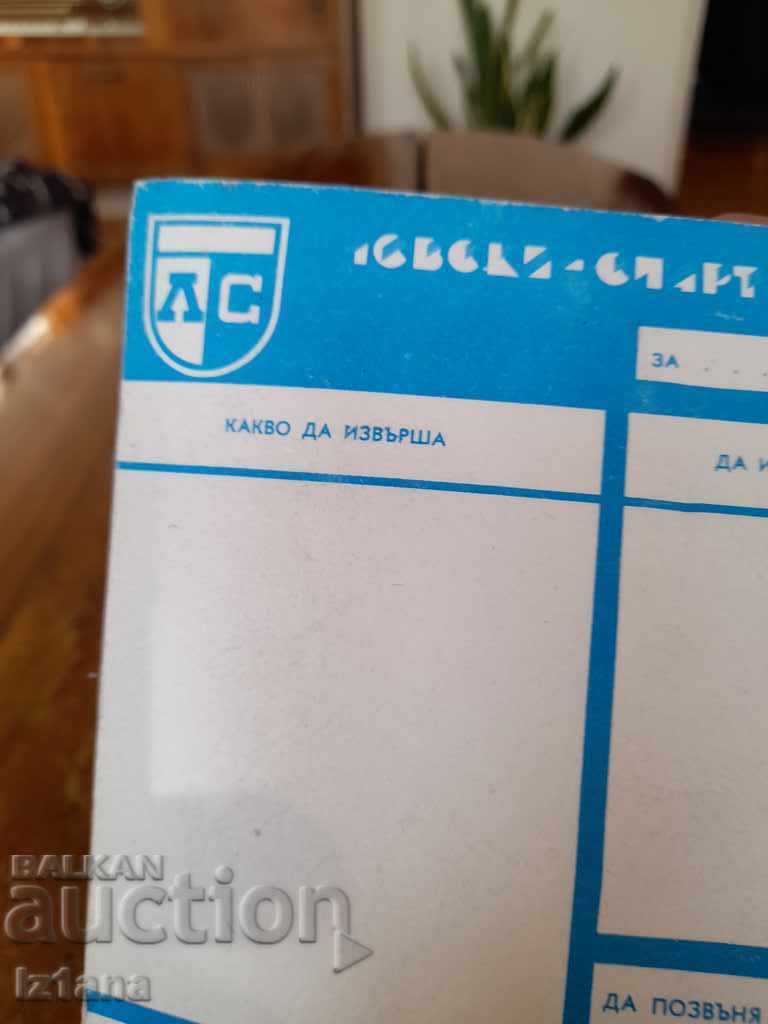 ЛС
ЛЕВСКИ-СПАРТ
ЗА . . .
КАКВО ДА ИЗВЪРША
ДА И
ДА ПОЗВЪНЯ
BALKAN
auction
Iz1ana